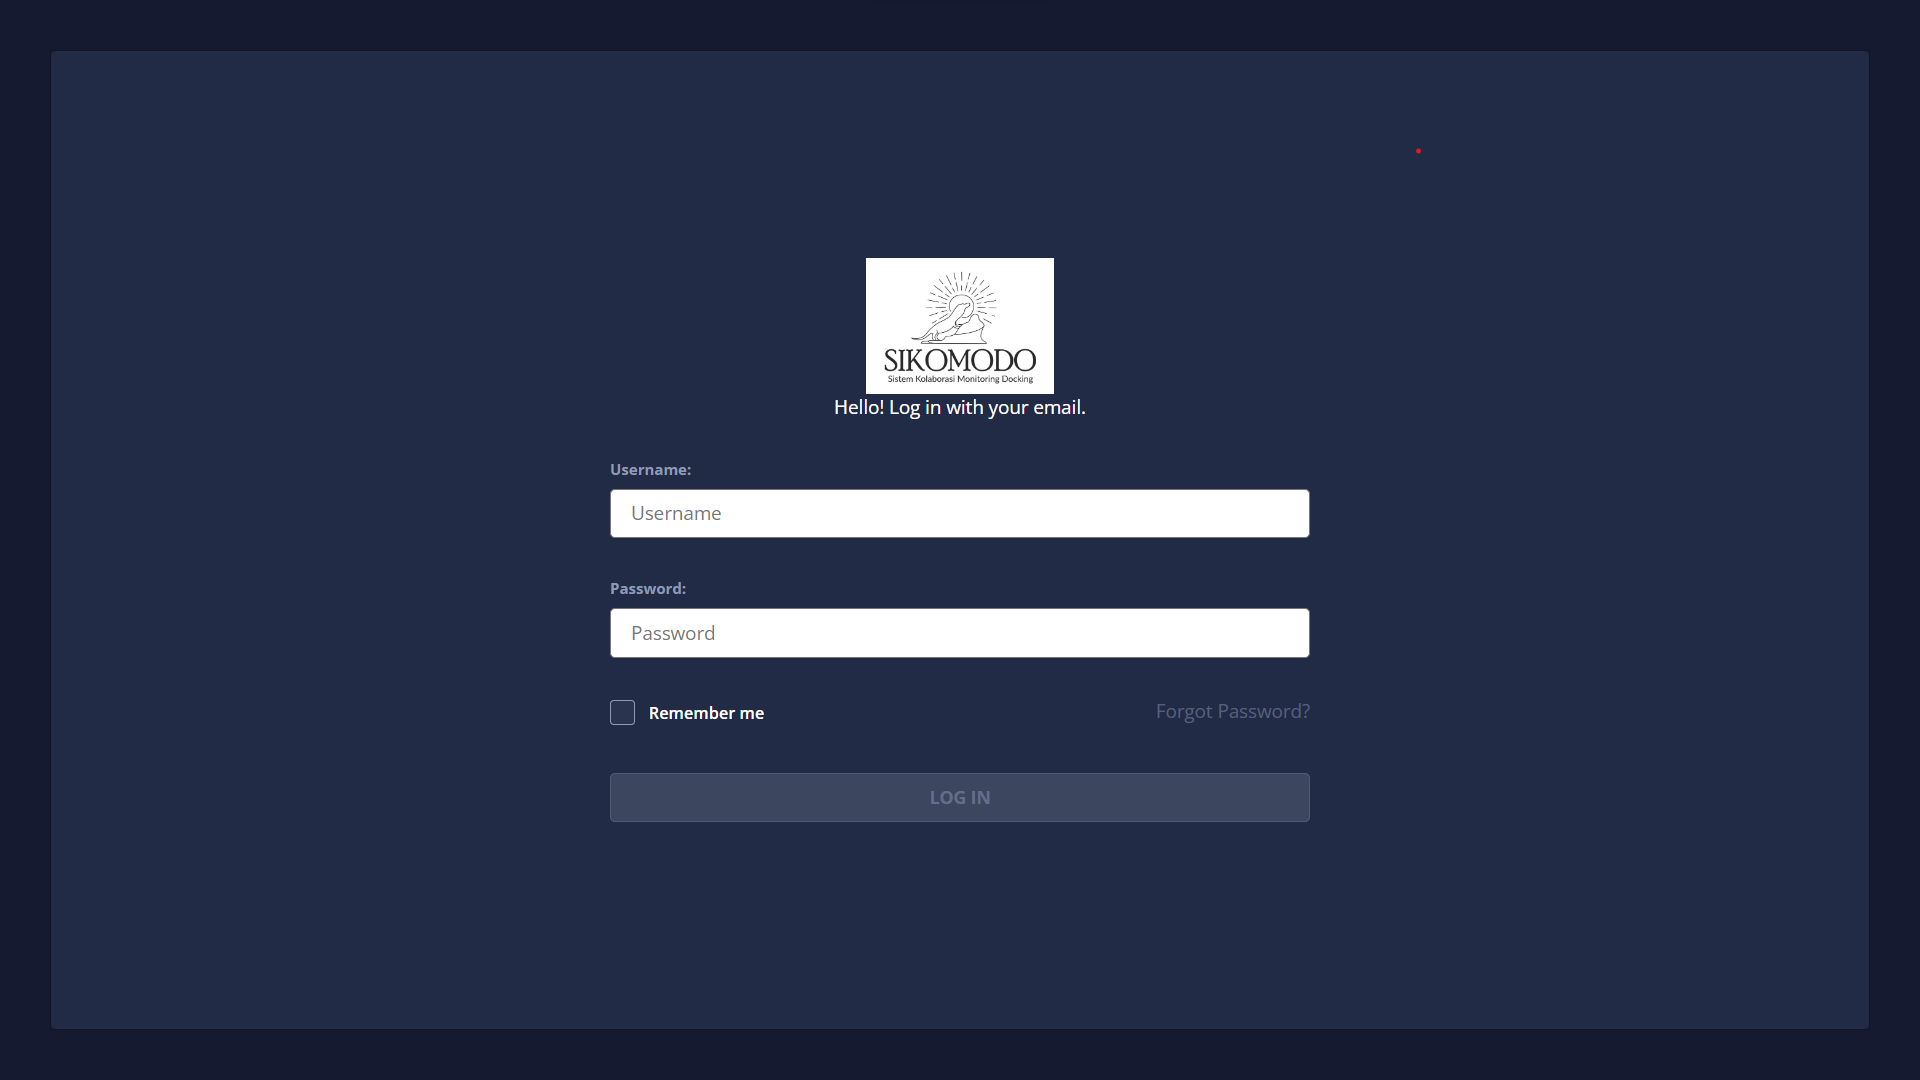 SIKOMODO
Sistem Kolaborasi Monitoring Docking
Hello! Log in with your email.
Username:
Username
Password:
Password
Remember me
Forgot Password?
LOG IN